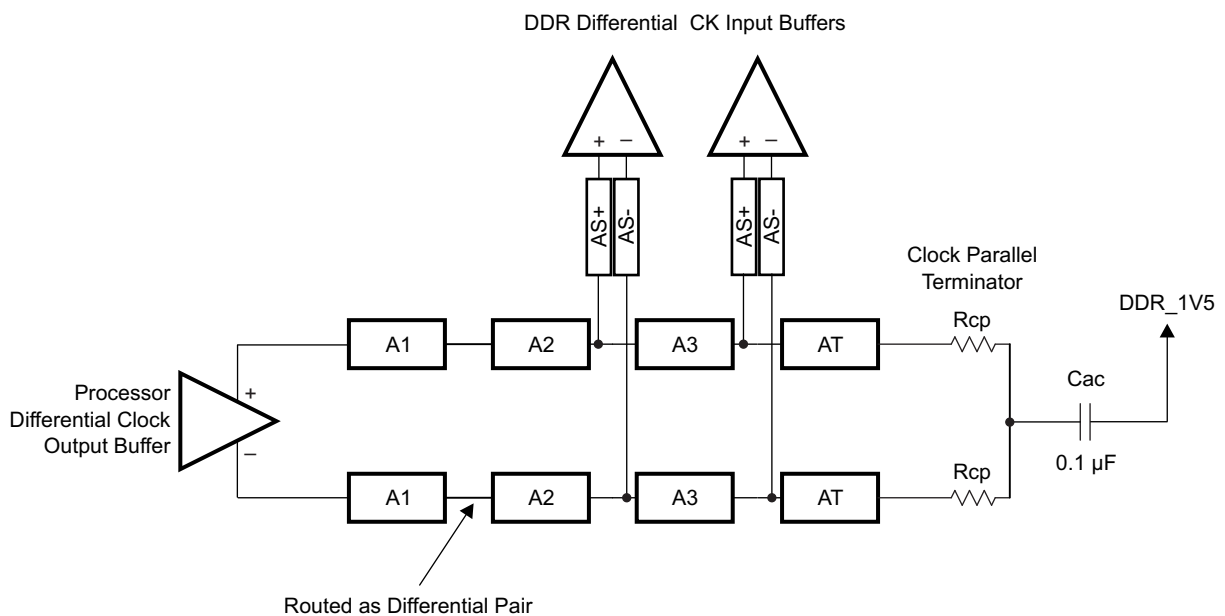 DDR Differential CK Input Buffers
+ –
+ –
AS+
AS-
AS+
AS-
Clock Parallel
Terminator
DDR_1V5
Rcp
A1
A2
A3
AT
Processor
Differential Clock
Output Buffer
+
–
Cac
0.1 µF
Rcp
A1
A2
A3
AT
Routed as Differential Pair